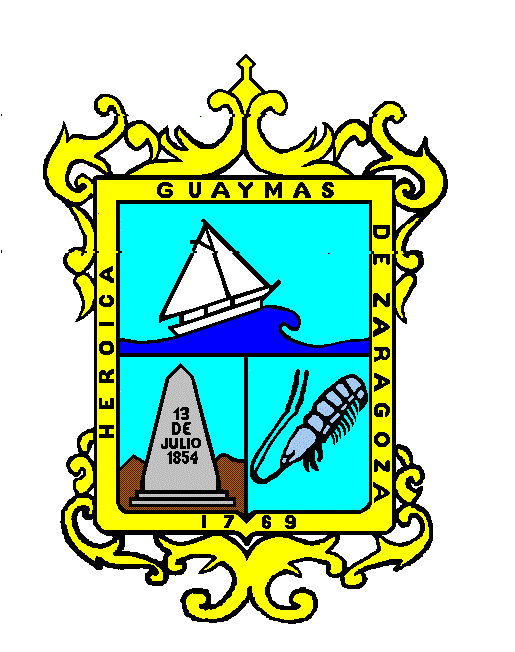 HEROICA
GUAYMAS
DE ZARAGOZA
13
DE
JULIO
1854
1769